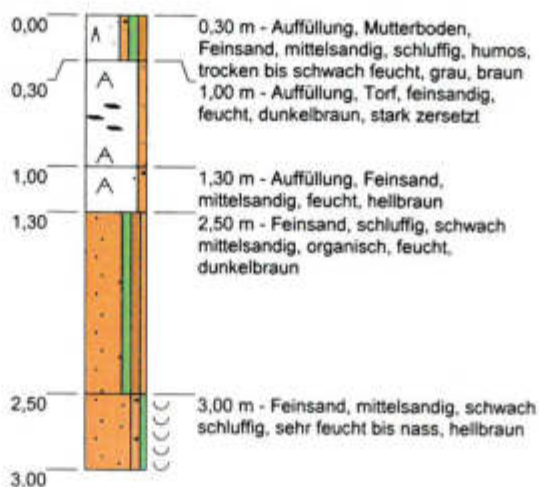 0,00
0,30 m - Auffüllung, Mutterboden,
Feinsand, mittelsandig, schluffig, humos,
trocken bis schwach feucht, grau, braun
0,30
1,00 m - Auffüllung, Torf, feinsandig,
feucht, dunkelbraun, stark zersetzt
1,00
1,30 m - Auffüllung, Feinsand,
mittelsandig, feucht, hellbraun
1,30
2,50 m - Feinsand, schluffig, schwach
mittelsandig, organisch, feucht,
dunkelbraun
2,50
3,00 m - Feinsand, mittelsandig, schwach
schluffig, sehr feucht bis nass, hellbraun
3,00